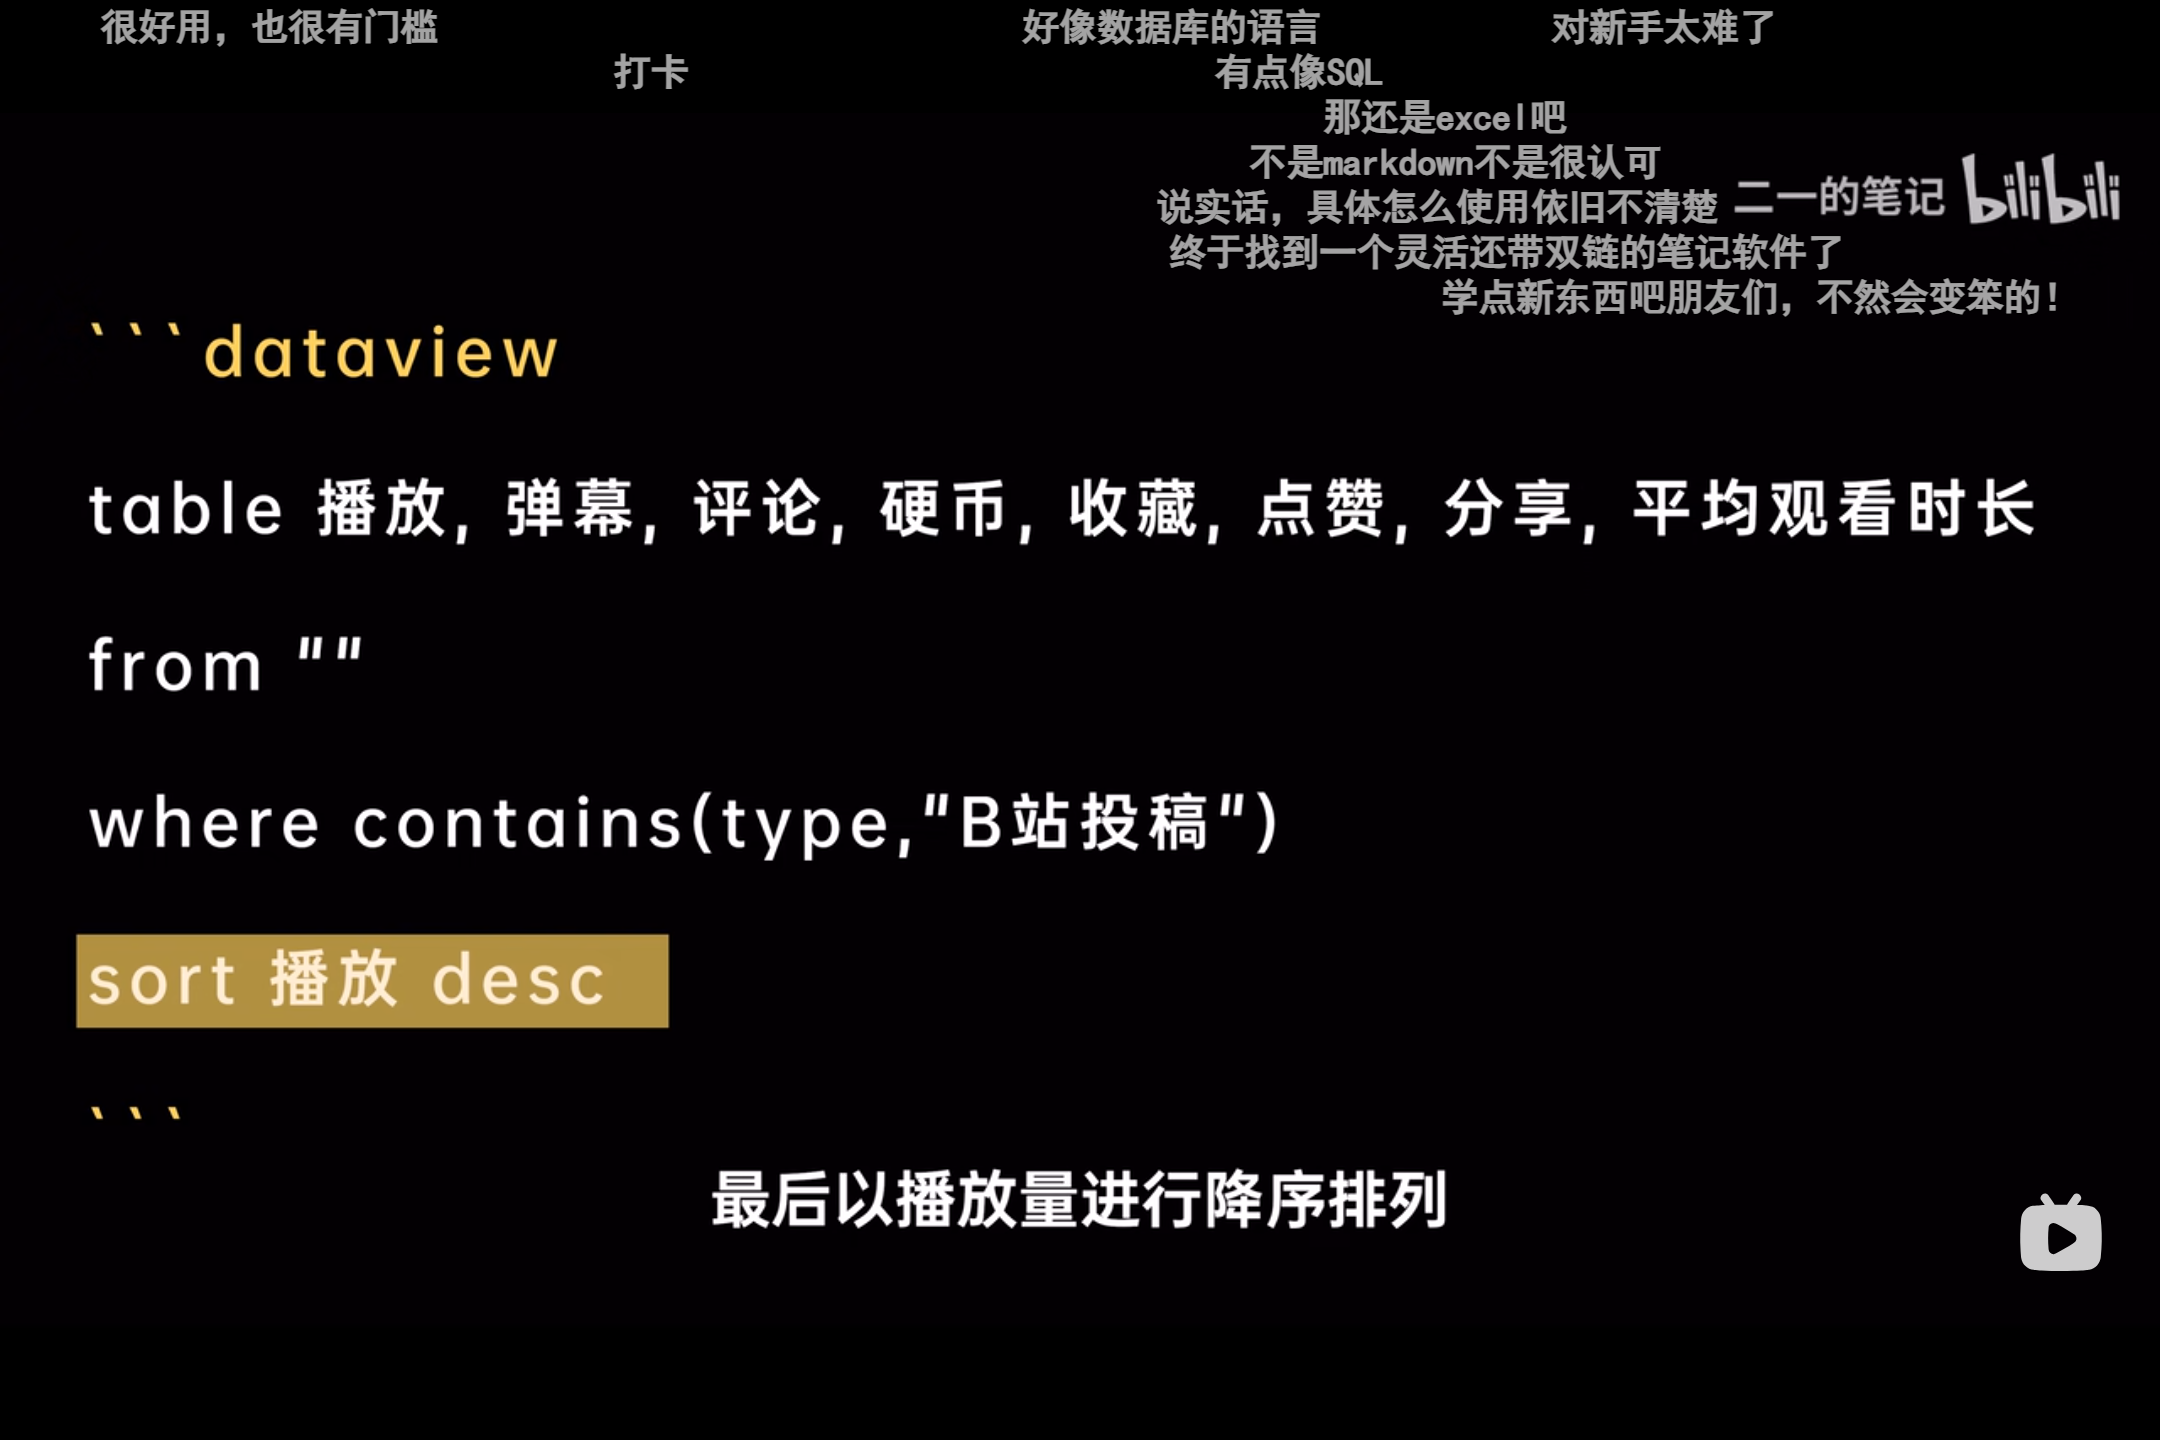 很好用，也很有门槛
好像数据库的语言
对新手太难了
打卡
有点像SQL
那还是excel吧
不是markdown不是很认可
说实话，具体怎么使用依旧不清楚
二一的笔记 bilibili
终于找到一个灵活还带双链的笔记软件了
学点新东西吧朋友们，不然会变笨的！
```dataview
table 播放, 弹幕, 评论, 硬币, 收藏, 点赞, 分享, 平均观看时长
from ""
where contains(type,"B站投稿")
sort 播放 desc
```
最后以播放量进行降序排列